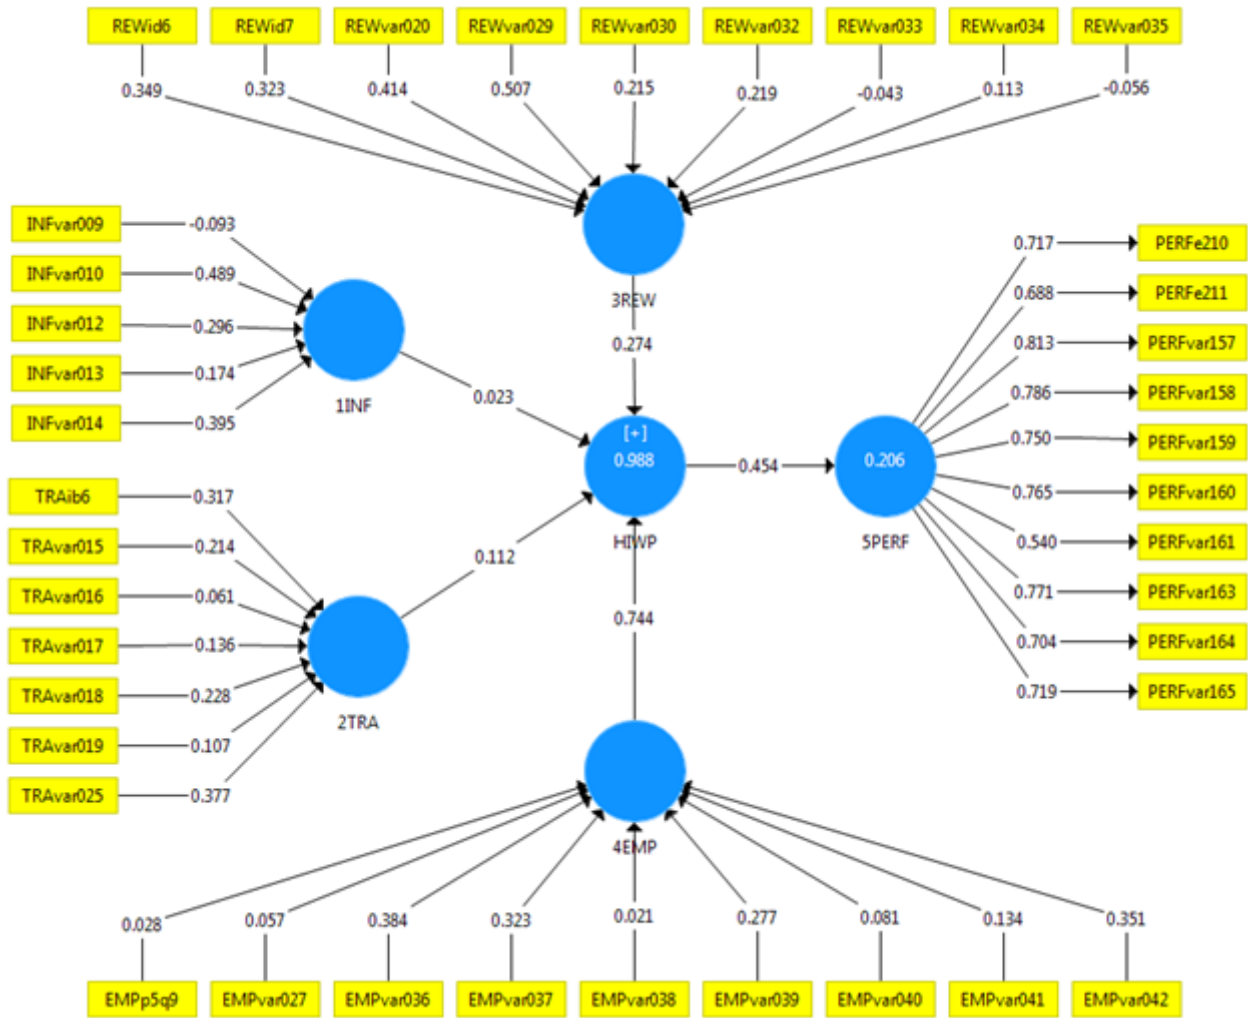 REWid6 REWid7 REWvar020 REWvar029 REWvar030 REWvar032 REWvar033 REWvar034 REWvar035
0.349 0.323 0.414 0.507 0.215 0.219 -0.043 0.113 -0.056
3REW
0.274
INFvar009 -0.093
INFvar010 0.489
INFvar012 0.296
INFvar013 0.174
INFvar014 0.395
1INF
0.023
TRAib6 0.317
TRAvar015 0.214
TRAvar016 0.061
TRAvar017 0.136
TRAvar018 0.228
TRAvar019 0.107
TRAvar025 0.377
2TRA
0.112
[+]
0.988
HIWP
0.454
0.206
5PERF
0.717 PERFe210
0.688 PERFe211
0.813 PERFvar157
0.786 PERFvar158
0.750 PERFvar159
0.765 PERFvar160
0.540 PERFvar161
0.771 PERFvar163
0.704 PERFvar164
0.719 PERFvar165
0.744
4EMP
0.028 0.057 0.384 0.323 0.021 0.277 0.081 0.134 0.351
EMPp5q9 EMPvar027 EMPvar036 EMPvar037 EMPvar038 EMPvar039 EMPvar040 EMPvar041 EMPvar042